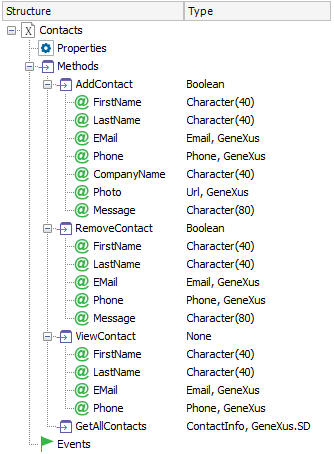 Structure Type
Contacts
Properties
Methods
AddContact Boolean
FirstName Character(40)
LastName Character(40)
EMail Email, GeneXus
Phone Phone, GeneXus
CompanyName Character(40)
Photo Url, GeneXus
Message Character(80)
RemoveContact Boolean
FirstName Character(40)
LastName Character(40)
EMail Email, GeneXus
Phone Phone, GeneXus
Message Character(80)
ViewContact None
FirstName Character(40)
LastName Character(40)
EMail Email, GeneXus
Phone Phone, GeneXus
GetAllContacts ContactInfo, GeneXus.SD
Events